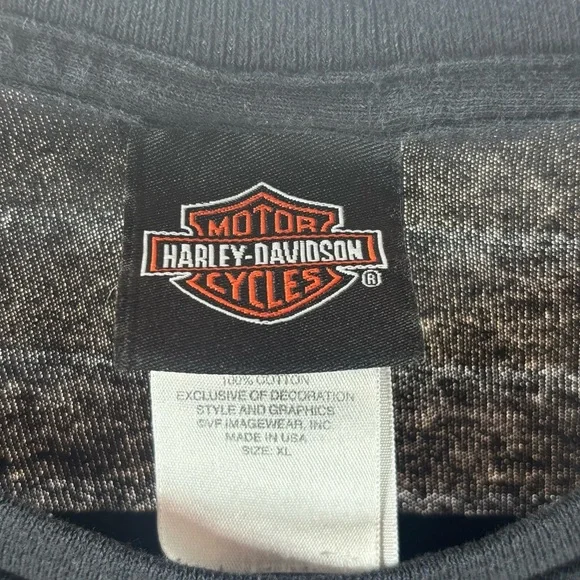 MOTOR
HARLEY-DAVIDSON
CYCLES
®
100% COTTON
EXCLUSIVE OF DECORATION
STYLE AND GRAPHICS
©VF IMAGEWEAR, INC
MADE IN USA
SIZE: XL